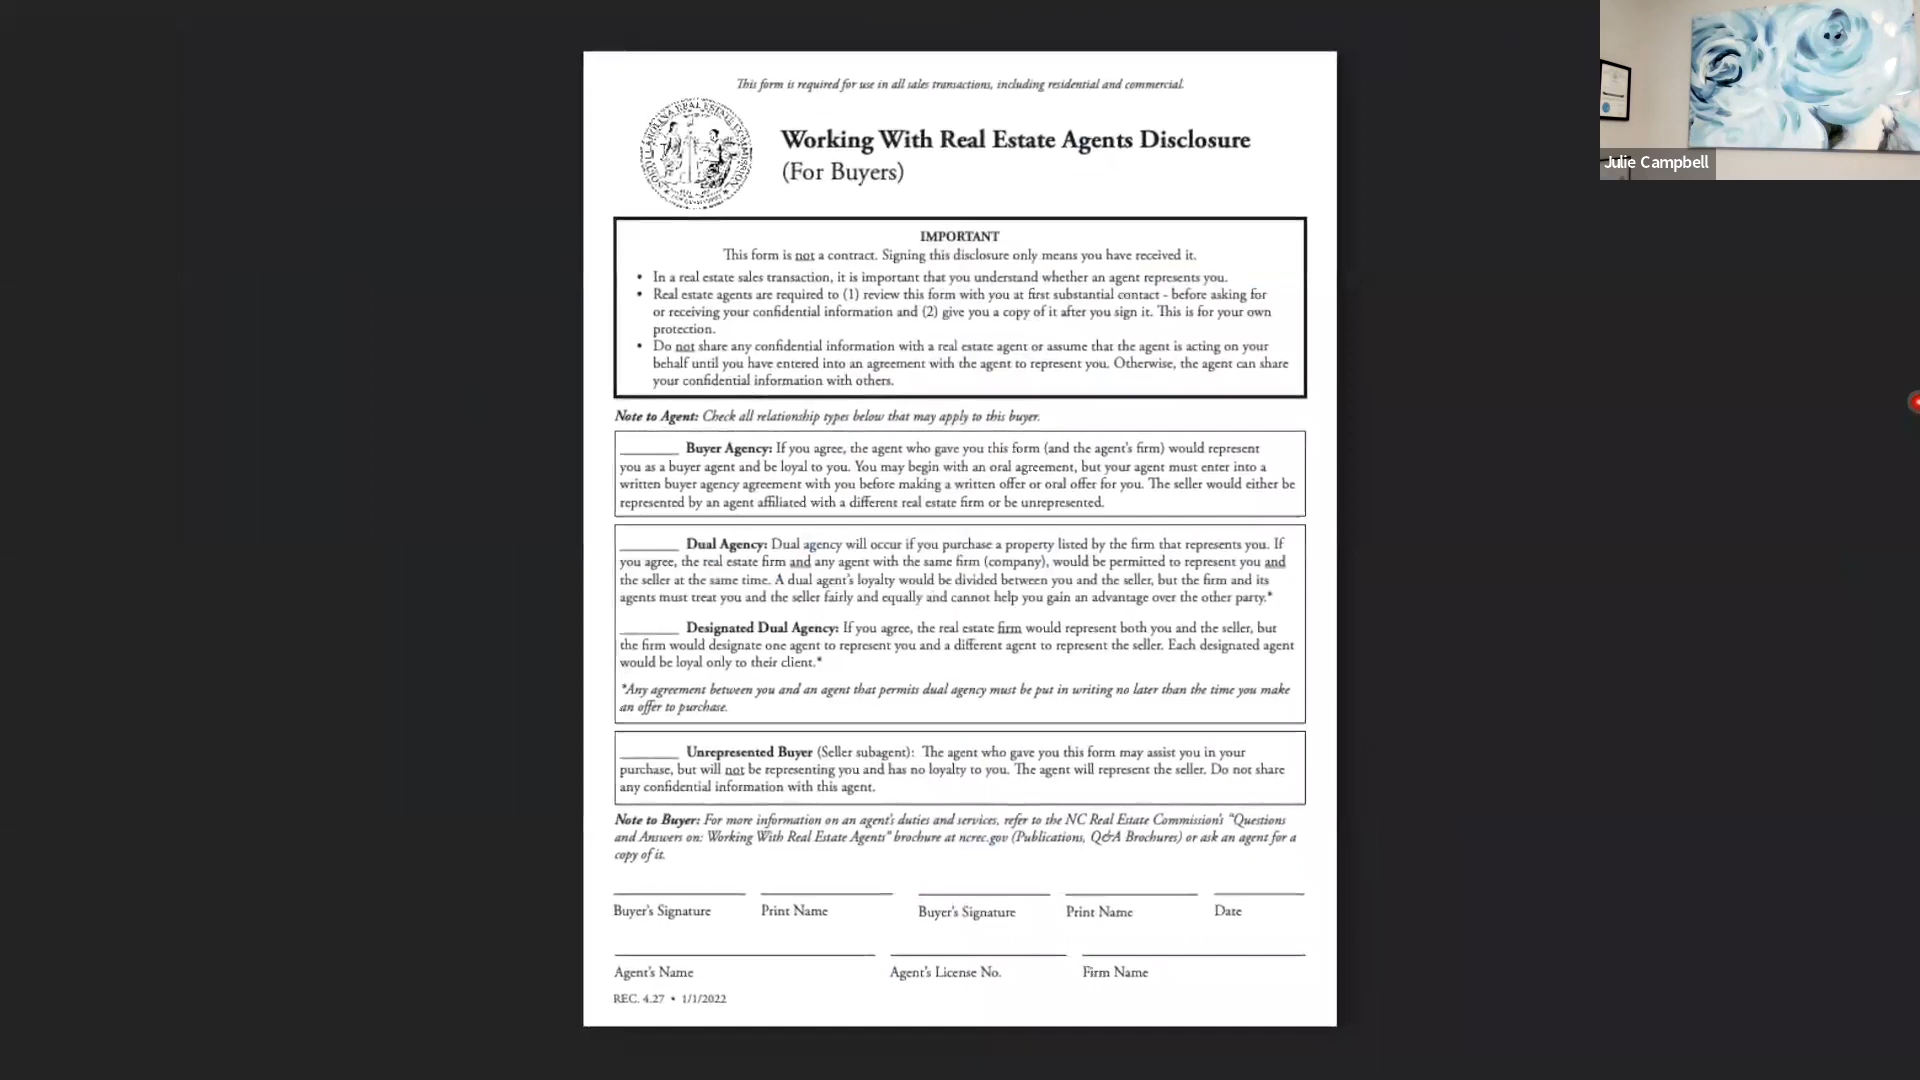 This form is required for use in all sales transactions, including residential and commercial.
Working With Real Estate Agents Disclosure
(For Buyers)
IMPORTANT
This form is not a contract. Signing this disclosure only means you have received it.
• In a real estate sales transaction, it is important that you understand whether an agent represents you.
• Real estate agents are required to (1) review this form with you at first substantial contact - before asking for
or receiving your confidential information and (2) give you a copy of it after you sign it. This is for your own
protection.
• Do not share any confidential information with a real estate agent or assume that the agent is acting on your
behalf until you have entered into an agreement with the agent to represent you. Otherwise, the agent can share
your confidential information with others.
Note to Agent: Check all relationship types below that may apply to this buyer.
________ Buyer Agency: If you agree, the agent who gave you this form (and the agent's firm) would represent
you as a buyer agent and be loyal to you. You may begin with an oral agreement, but your agent must enter into a
written buyer agency agreement with you before making a written offer or oral offer for you. The seller would either be
represented by an agent affiliated with a different real estate firm or be unrepresented.
________ Dual Agency: Dual agency will occur if you purchase a property listed by the firm that represents you. If
you agree, the real estate firm and any agent with the same firm (company), would be permitted to represent you and
the seller at the same time. A dual agent's loyalty would be divided between you and the seller, but the firm and its
agents must treat you and the seller fairly and equally and cannot help you gain an advantage over the other party.*
________ Designated Dual Agency: If you agree, the real estate firm would represent both you and the seller, but
the firm would designate one agent to represent you and a different agent to represent the seller. Each designated agent
would be loyal only to their client.*
*Any agreement between you and an agent that permits dual agency must be put in writing no later than the time you make
an offer to purchase.
________ Unrepresented Buyer (Seller subagent): The agent who gave you this form may assist you in your
purchase, but will not be representing you and has no loyalty to you. The agent will represent the seller. Do not share
any confidential information with this agent.
Note to Buyer: For more information on an agent's duties and services, refer to the NC Real Estate Commission's "Questions
and Answers on: Working With Real Estate Agents" brochure at ncrec.gov (Publications, Q&A Brochures) or ask an agent for a
copy of it.
Buyer's Signature Print Name Buyer's Signature Print Name Date
Agent's Name Agent's License No. Firm Name
REC. 4.27 • 1/1/2022
Julie Campbell